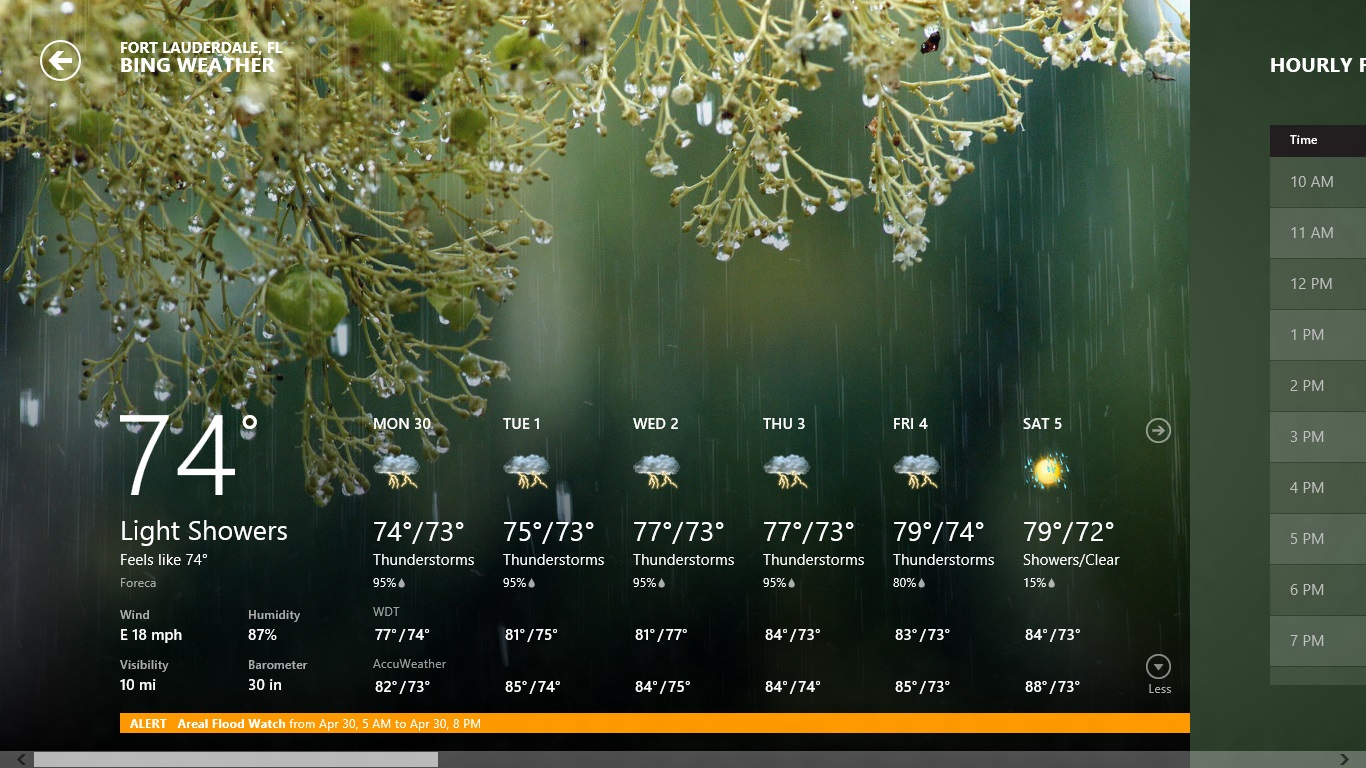 FORT LAUDERDALE, FL
BING WEATHER
HOURLY F
Time
10 AM
11 AM
12 PM
1 PM
2 PM
3 PM
4 PM
5 PM
6 PM
7 PM
74°
Light Showers
Feels like 74°
Foreca
Wind Humidity
E 18 mph 87%
Visibility Barometer
10 mi 30 in
MON 30 TUE 1 WED 2 THU 3 FRI 4 SAT 5
74°/73° 75°/73° 77°/73° 77°/73° 79°/74° 79°/72°
Thunderstorms Thunderstorms Thunderstorms Thunderstorms Thunderstorms Showers/Clear
95% 95% 95% 95% 80% 15%
WDT
77°/74° 81°/75° 81°/77° 84°/73° 83°/73° 84°/73°
AccuWeather
82°/73° 85°/74° 84°/75° 84°/74° 85°/73° 88°/73°
Less
ALERT Areal Flood Watch from Apr 30, 5 AM to Apr 30, 8 PM